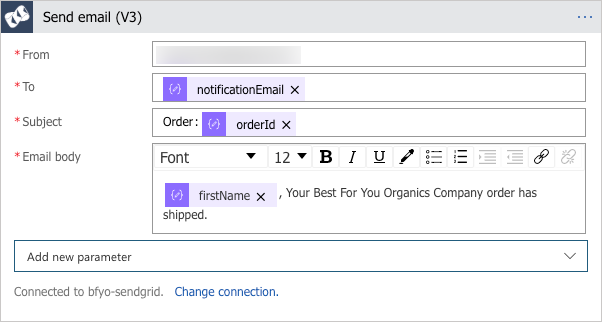 Send email (V3)
* From
* To
notificationEmail ×
* Subject
Order: orderId ×
* Email body
Font 12 B I U
firstName × , Your Best For You Organics Company order has
shipped.
Add new parameter
Connected to bfyo-sendgrid. Change connection.